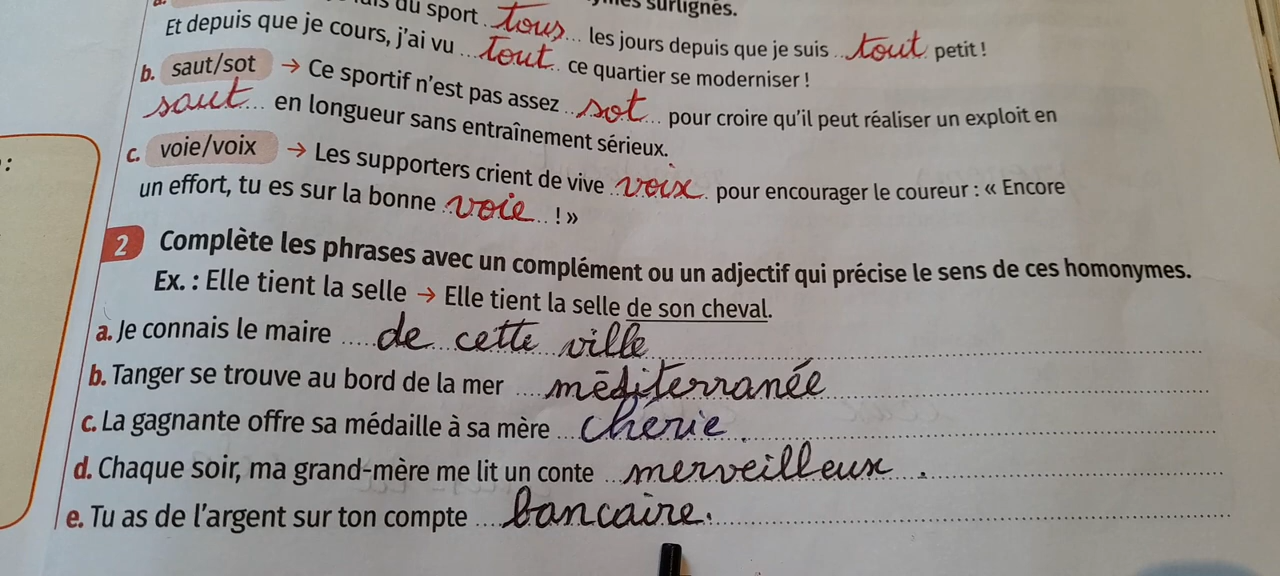 du sport tous les jours depuis que je suis tout petit !
surlignés.
Et depuis que je cours, j'ai vu tout ce quartier se moderniser !
b. saut/sot → Ce sportif n'est pas assez sot pour croire qu'il peut réaliser un exploit en
saut en longueur sans entraînement sérieux.
c. voie/voix → Les supporters crient de vive voix pour encourager le coureur : « Encore
un effort, tu es sur la bonne voie ! »
2 Complète les phrases avec un complément ou un adjectif qui précise le sens de ces homonymes.
Ex. : Elle tient la selle → Elle tient la selle de son cheval.
a. Je connais le maire de cette ville
b. Tanger se trouve au bord de la mer méditerranée
c. La gagnante offre sa médaille à sa mère chérie.
d. Chaque soir, ma grand-mère me lit un conte merveilleux.
e. Tu as de l'argent sur ton compte bancaire.